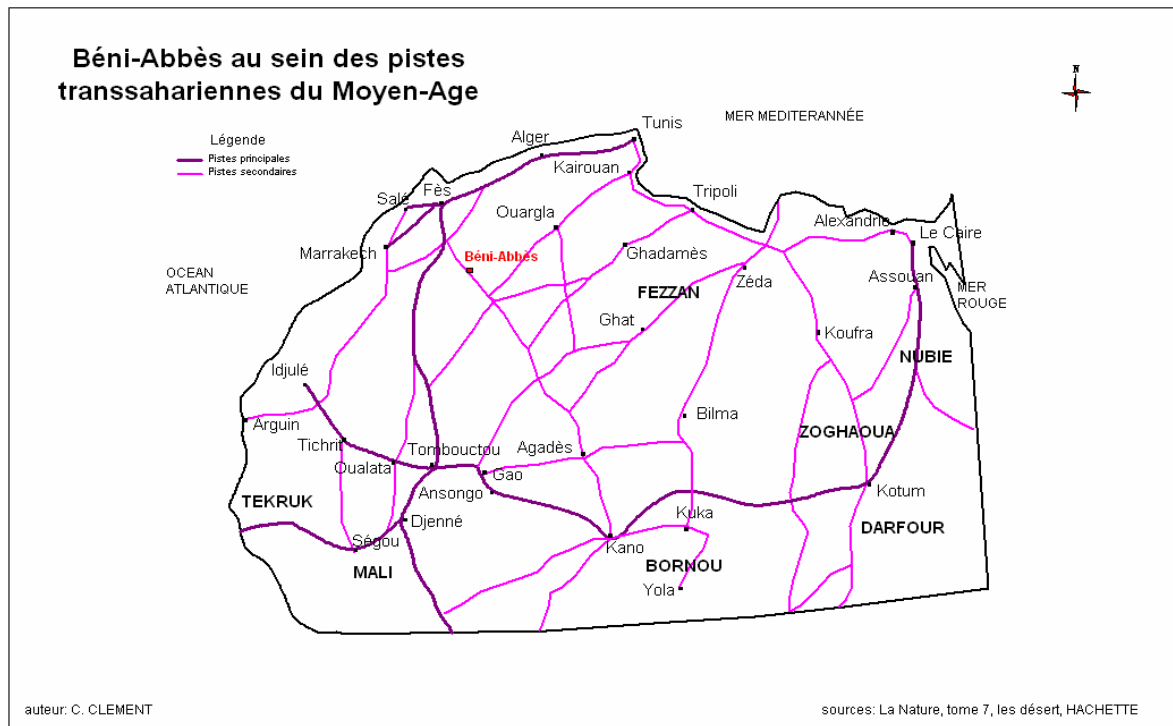 Béni-Abbès au sein des pistes
transsahariennes du Moyen-Age
N
MER MEDITERANNÉE
Légende
Pistes principales
Pistes secondaires
Tunis
Alger
Kairouan
Salé
Fès
Ouargla
Tripoli
Alexandrie
Le Caire
Marrakech
Béni-Abbès
Ghadamès
OCEAN
ATLANTIQUE
FEZZAN
Zéda
Assouan
MER
ROUGE
Ghat
Koufra
NUBIE
Idjulé
Arguin
Bilma
ZOGHAOUA
Tichrit
Oualata
Tombouctou
Agadès
Gao
Ansongo
Kotum
TEKRUK
Djenné
Kuka
DARFOUR
Ségou
MALI
Kano
BORNOU
Yola
auteur: C. CLEMENT
sources: La Nature, tome 7, les désert, HACHETTE